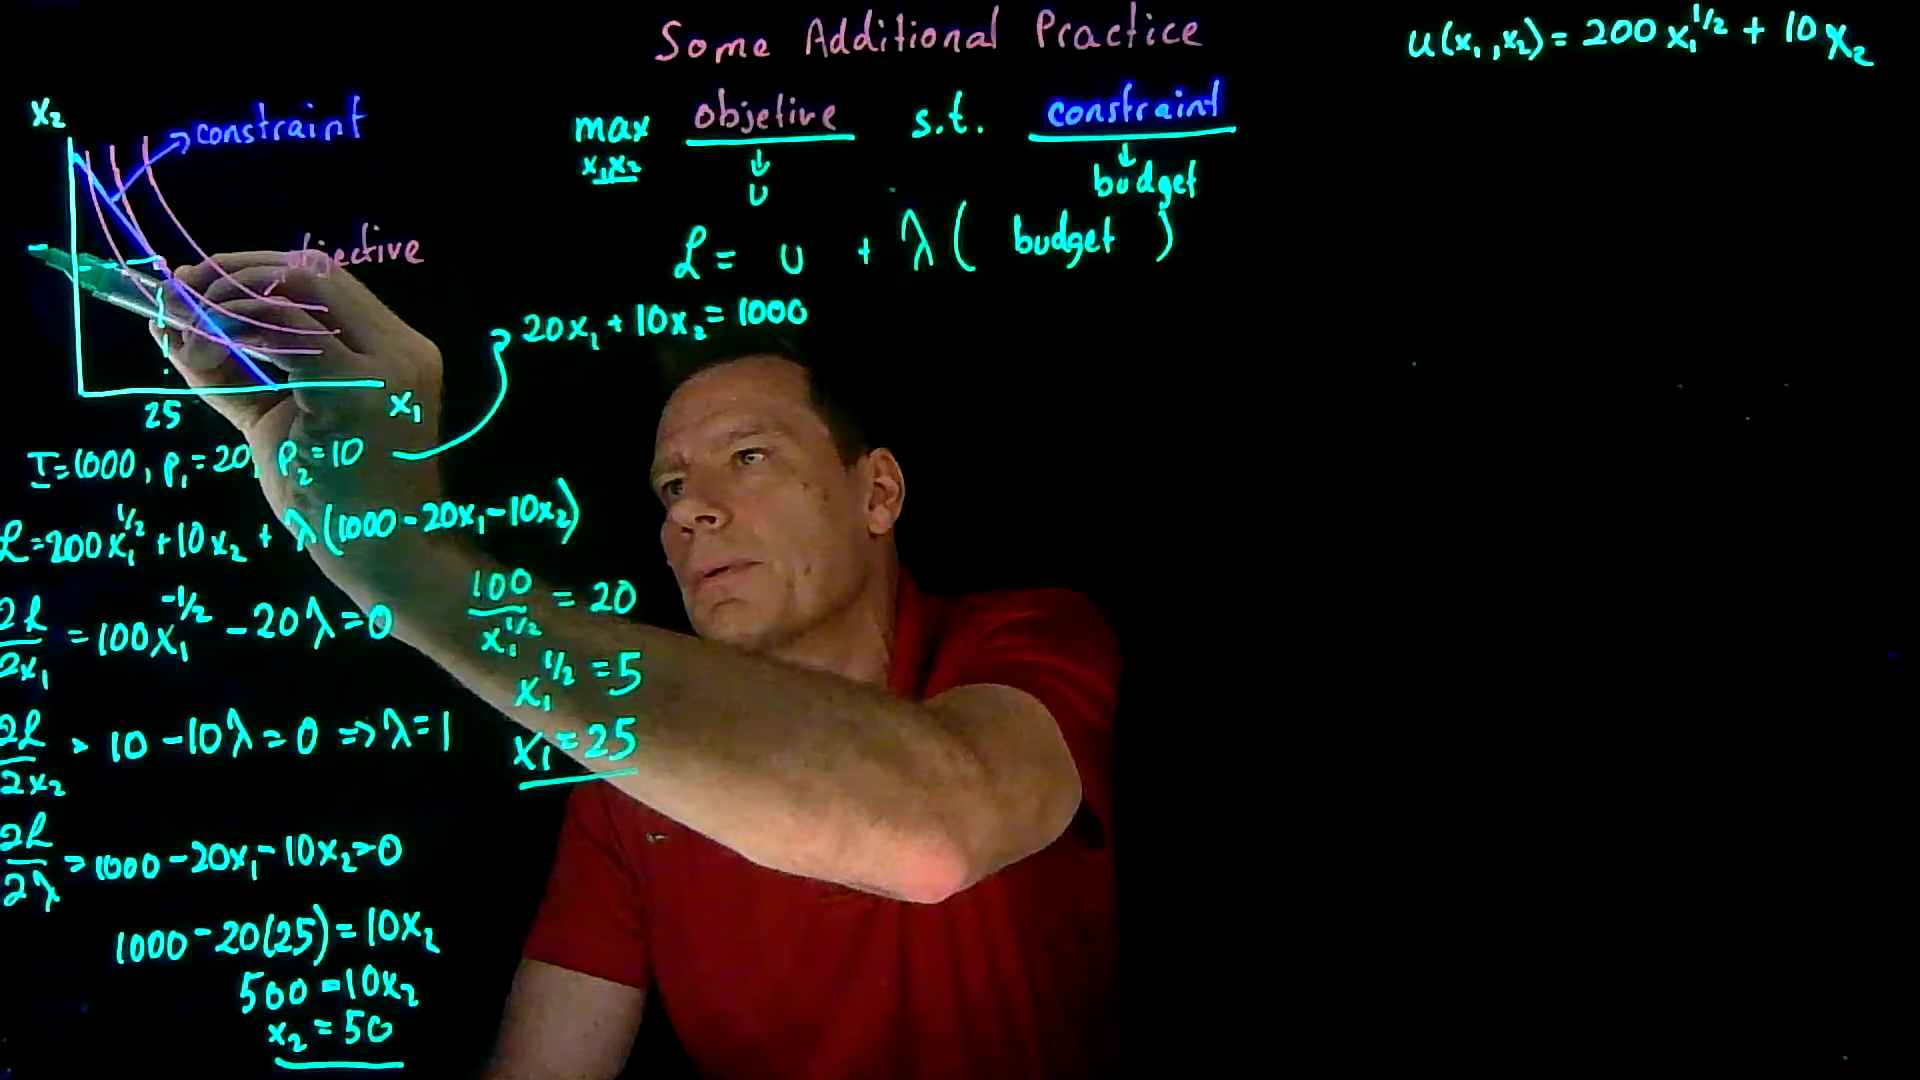 Some Additional Practice
u(x₁,x₂) = 200 x₁^1/2 + 10 x₂
max objetive s.t. constraint
x₁,x₂ ↓ ↓
U budget
ℒ = U + λ( budget )
x₂
constraint
objective
25
x₁
20x₁ + 10x₂ = 1000
I=1000, P₁=20, P₂=10
ℒ=200x₁^1/2 + 10x₂ + λ(1000-20x₁-10x₂)
∂ℒ/∂x₁ = 100x₁^-1/2 - 20λ=0
∂ℒ/∂x₂ = 10 - 10λ = 0 => λ=1
∂ℒ/∂λ = 1000 - 20x₁ - 10x₂=0
1000 - 20(25) = 10x₂
500 = 10x₂
x₂ = 50
100/x₁^1/2 = 20
x₁^1/2 = 5
x₁ = 25